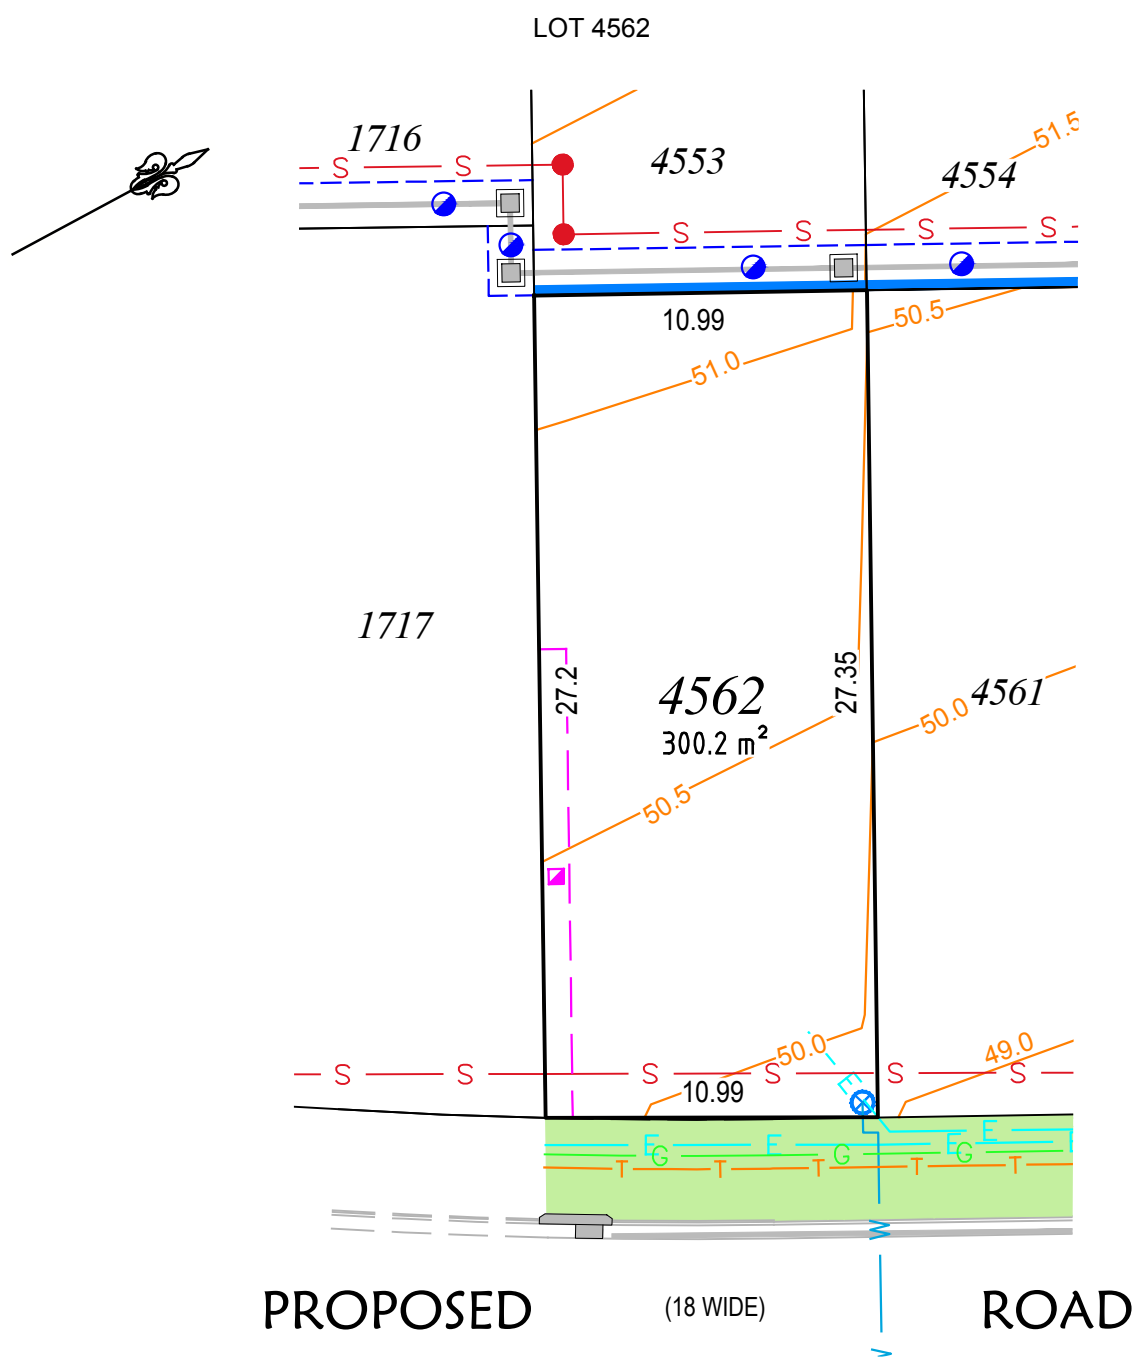 LOT 4562
1716
S S
4553
4554
51.5
S S S S
10.99
50.5
51.0
1717
27.2
4562
300.2 m²
27.35
50.0
4561
50.5
50.0
49.0
S S S S S S
10.99
E
E E E E E
G G G
T T T T T
W
W
PROPOSED (18 WIDE) ROAD